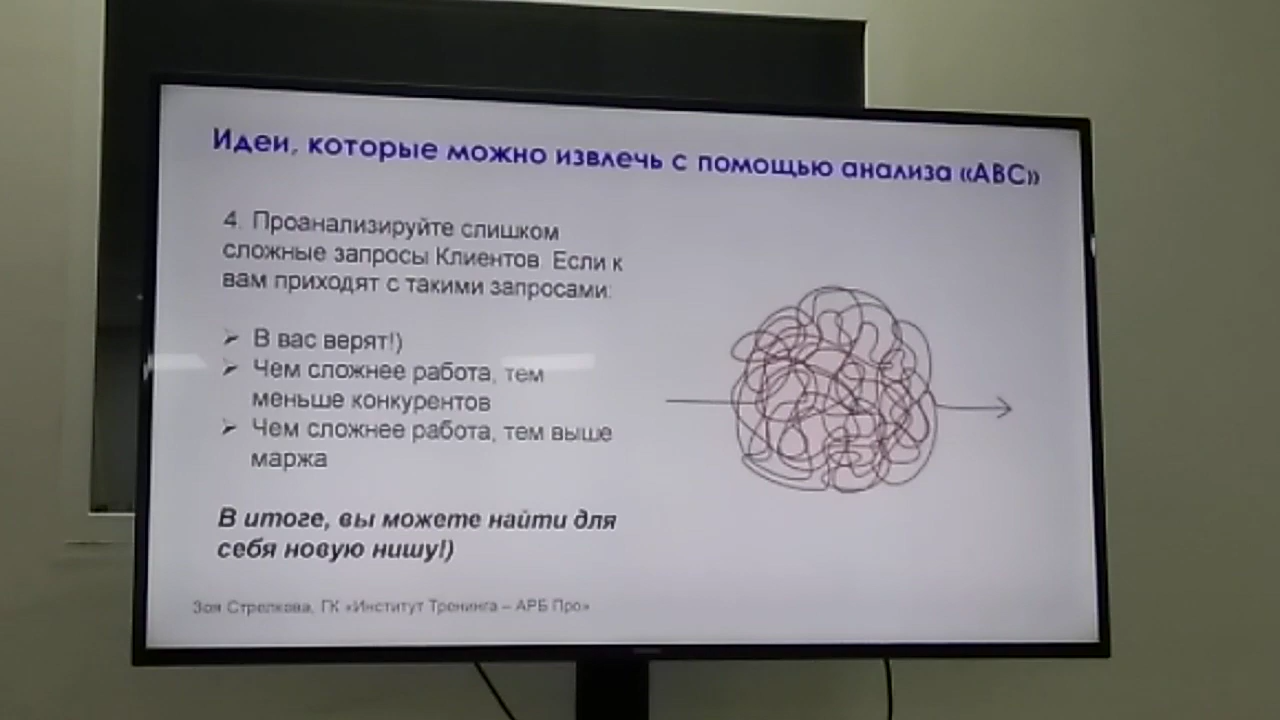 Идеи, которые можно извлечь с помощью анализа «АВС»
4. Проанализируйте слишком
сложные запросы Клиентов. Если к
вам приходят с такими запросами:
➢ В вас верят!)
➢ Чем сложнее работа, тем
меньше конкурентов
➢ Чем сложнее работа, тем выше
маржа
В итоге, вы можете найти для
себя новую нишу!)
Зоя Стрелкова, ГК «Институт Тренинга – АРБ Про»